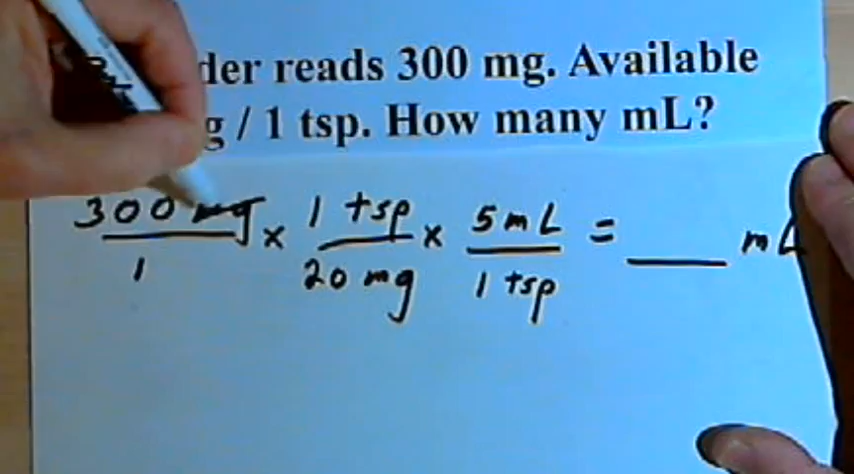 reads 300 mg. Available
/ 1 tsp. How many mL?
300 mg x 1 tsp x 5 mL = ___ mL
1 20 mg 1 tsp